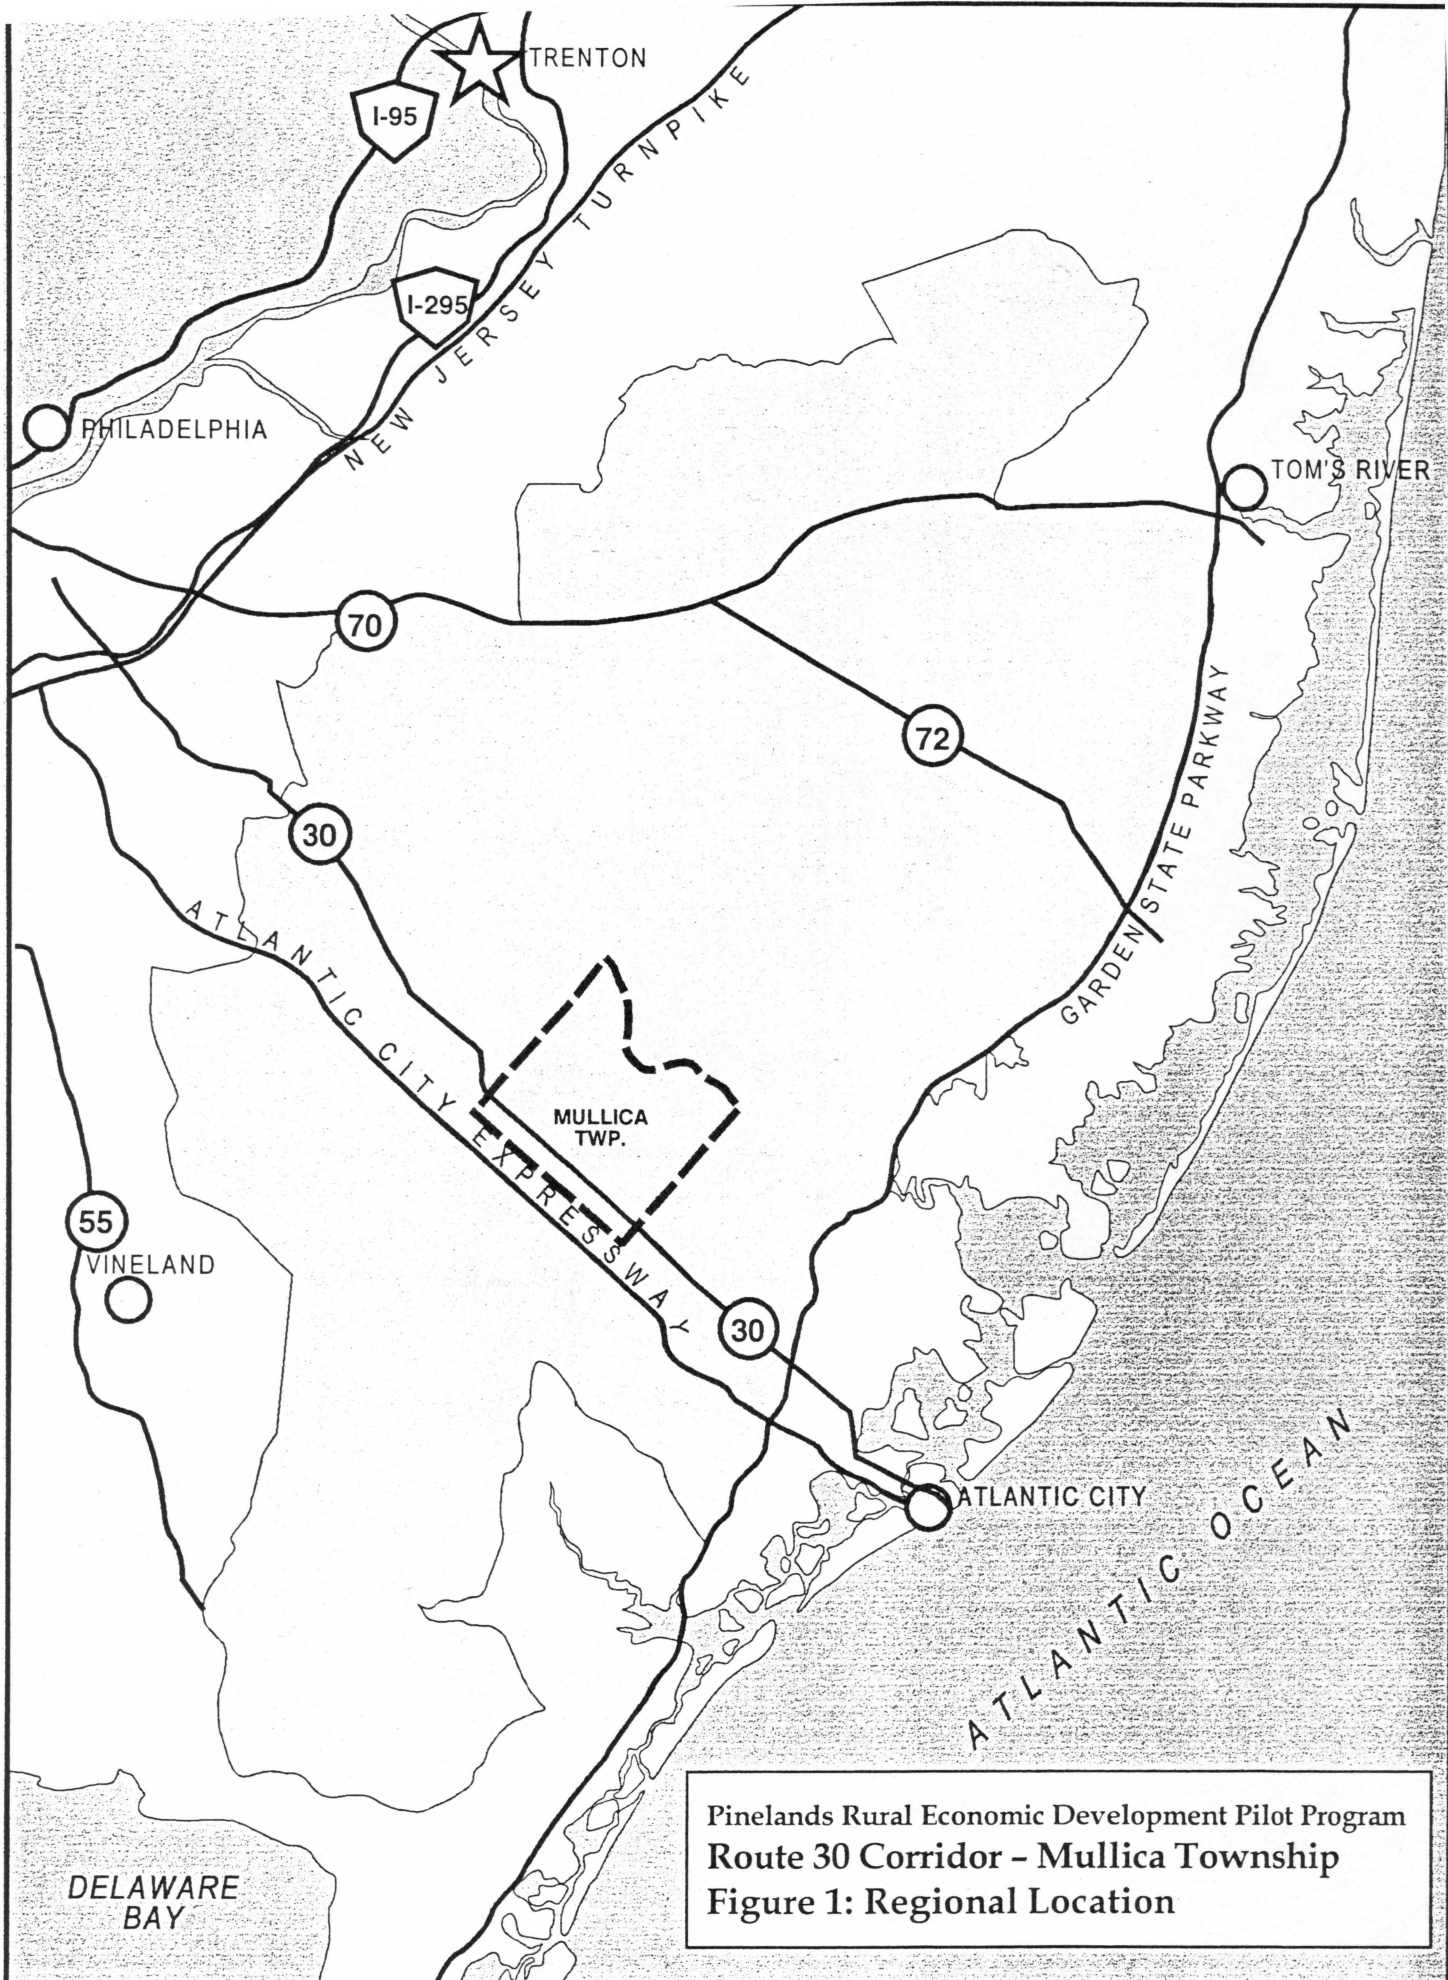 TRENTON
I-95
NEW JERSEY TURNPIKE
I-295
PHILADELPHIA
TOM'S RIVER
70
72
GARDEN STATE PARKWAY
30
ATLANTIC CITY EXPRESSWAY
MULLICA
TWP.
55
VINELAND
30
ATLANTIC CITY
ATLANTIC OCEAN
DELAWARE
BAY
Pinelands Rural Economic Development Pilot Program
Route 30 Corridor – Mullica Township
Figure 1: Regional Location